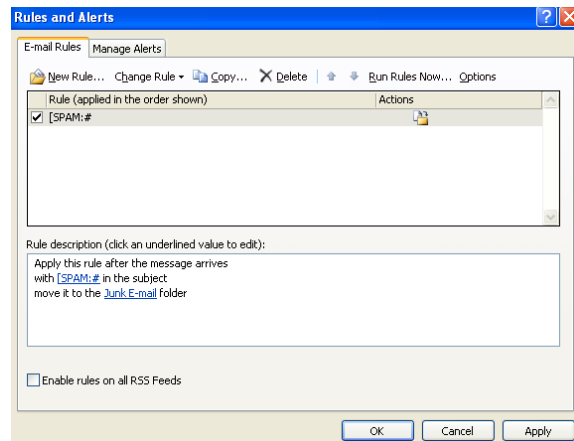 Rules and Alerts
E-mail Rules Manage Alerts
New Rule... Change Rule Copy... Delete Run Rules Now... Options
Rule (applied in the order shown) Actions
[SPAM:#
Rule description (click an underlined value to edit):
Apply this rule after the message arrives
with [SPAM:# in the subject
move it to the Junk E-mail folder
Enable rules on all RSS Feeds
OK Cancel Apply